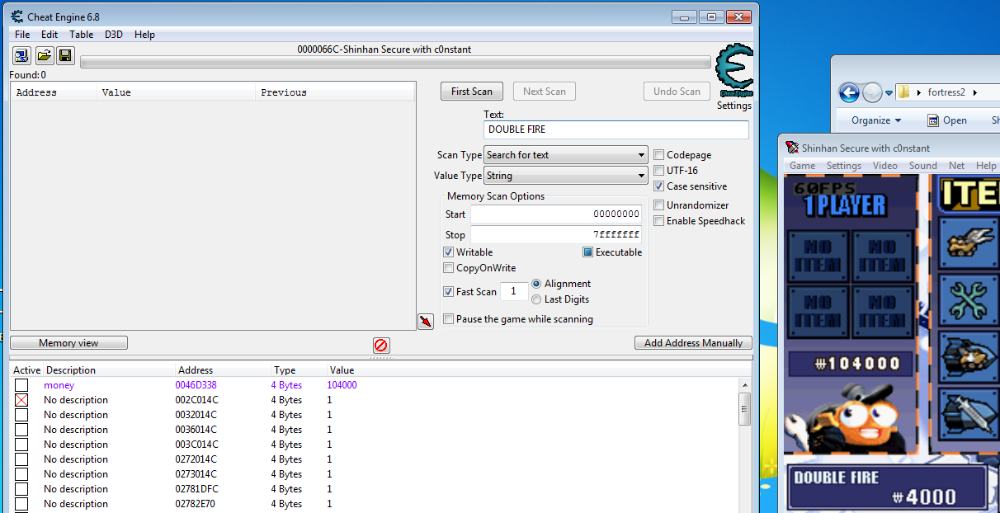 Cheat Engine 6.8
File Edit Table D3D Help
0000066C-Shinhan Secure with c0nstant
Found: 0
Address Value Previous
First Scan Next Scan Undo Scan
Cheat Engine
Settings
Text:
DOUBLE FIRE
Scan Type Search for text
Value Type String
Codepage
UTF-16
Case sensitive
Unrandomizer
Enable Speedhack
Memory Scan Options
Start 00000000
Stop 7fffffff
Writable Executable
CopyOnWrite
Fast Scan 1 Alignment
Last Digits
Pause the game while scanning
Memory view Add Address Manually
Active Description Address Type Value
money 0046D338 4 Bytes 104000
No description 002C014C 4 Bytes 1
No description 0032014C 4 Bytes 1
No description 0036014C 4 Bytes 1
No description 003C014C 4 Bytes 1
No description 0272014C 4 Bytes 1
No description 0273014C 4 Bytes 1
No description 02781DFC 4 Bytes 1
No description 02782E70 4 Bytes 1
fortress2
Organize Open
Shinhan Secure with c0nstant
Game Settings Video Sound Net Help
60FPS
1PLAYER
ITE
NO ITEM NO ITEM
NO ITEM NO ITEM
₩104000
DOUBLE FIRE
₩4000